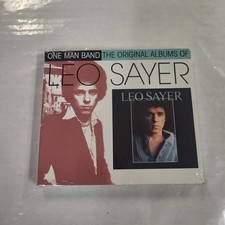 ONE MAN BAND THE ORIGINAL ALBUMS OF
LEO SAYER
LEO SAYER